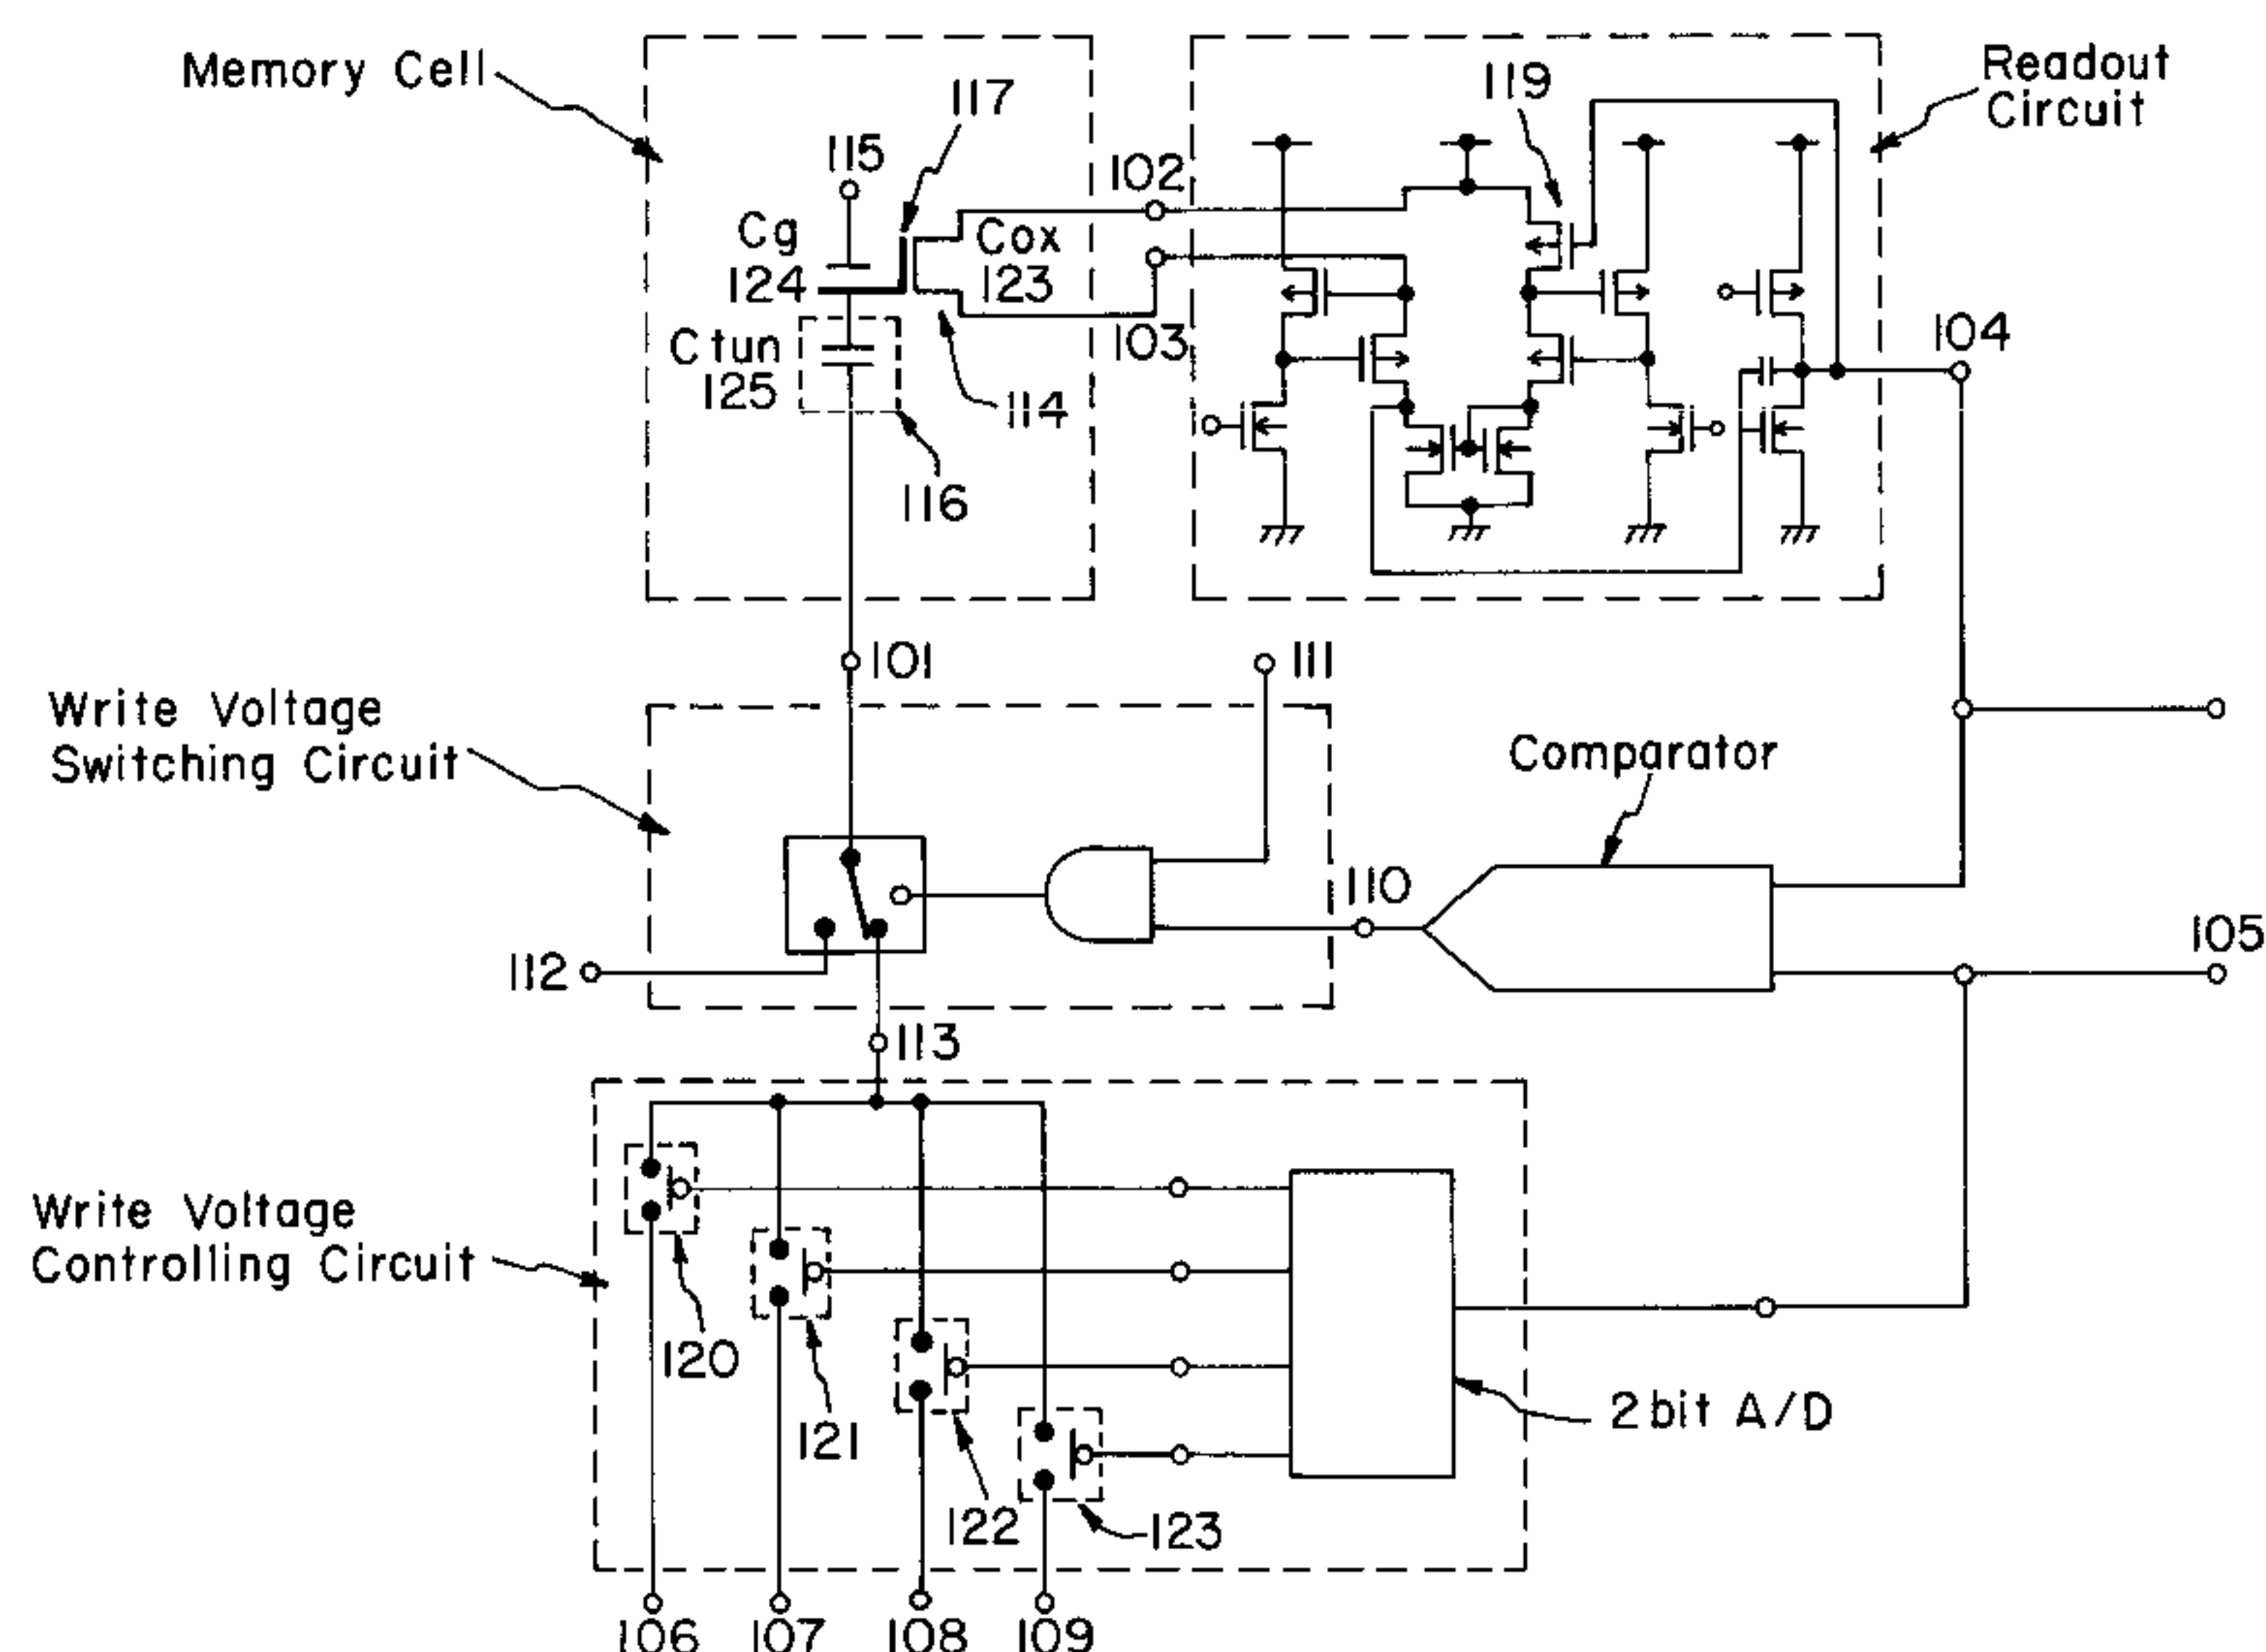 Memory Cell
117
119
Readout
Circuit
115
102
Cg
124
Cox
123
103
104
Ctun
125
114
116
101
111
Write Voltage
Switching Circuit
Comparator
110
105
112
113
Write Voltage
Controlling Circuit
120
121
122
123
2bit A/D
106
107
108
109